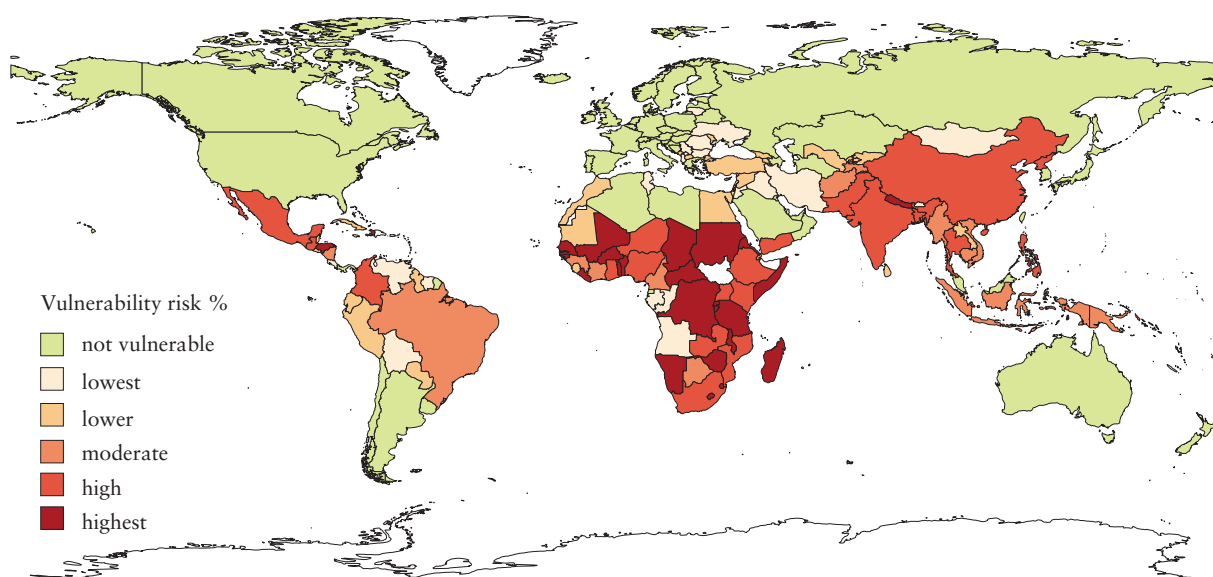 Vulnerability risk %
not vulnerable
lowest
lower
moderate
high
highest